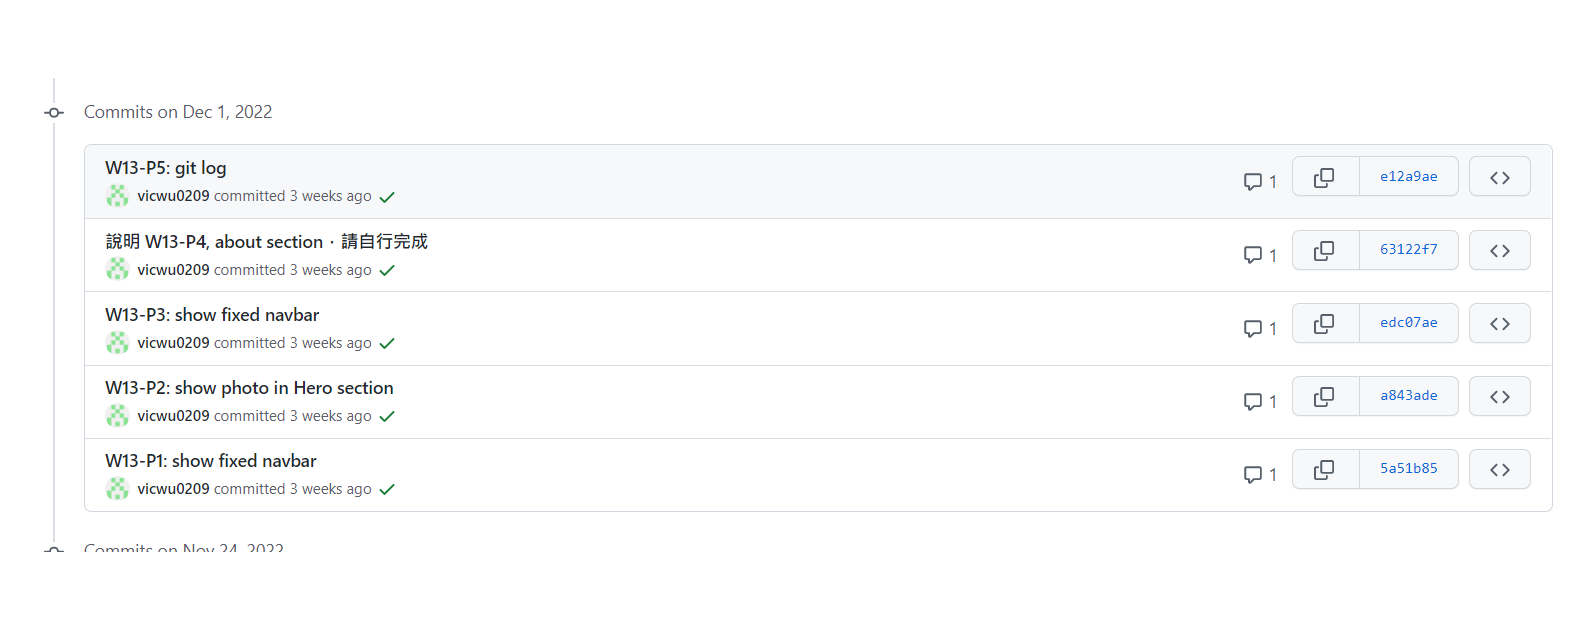 Commits on Dec 1, 2022
W13-P5: git log
vicwu0209 committed 3 weeks ago
1
e12a9ae
說明 W13-P4, about section，請自行完成
vicwu0209 committed 3 weeks ago
1
63122f7
W13-P3: show fixed navbar
vicwu0209 committed 3 weeks ago
1
edc07ae
W13-P2: show photo in Hero section
vicwu0209 committed 3 weeks ago
1
a843ade
W13-P1: show fixed navbar
vicwu0209 committed 3 weeks ago
1
5a51b85
Commits on Nov 24, 2022